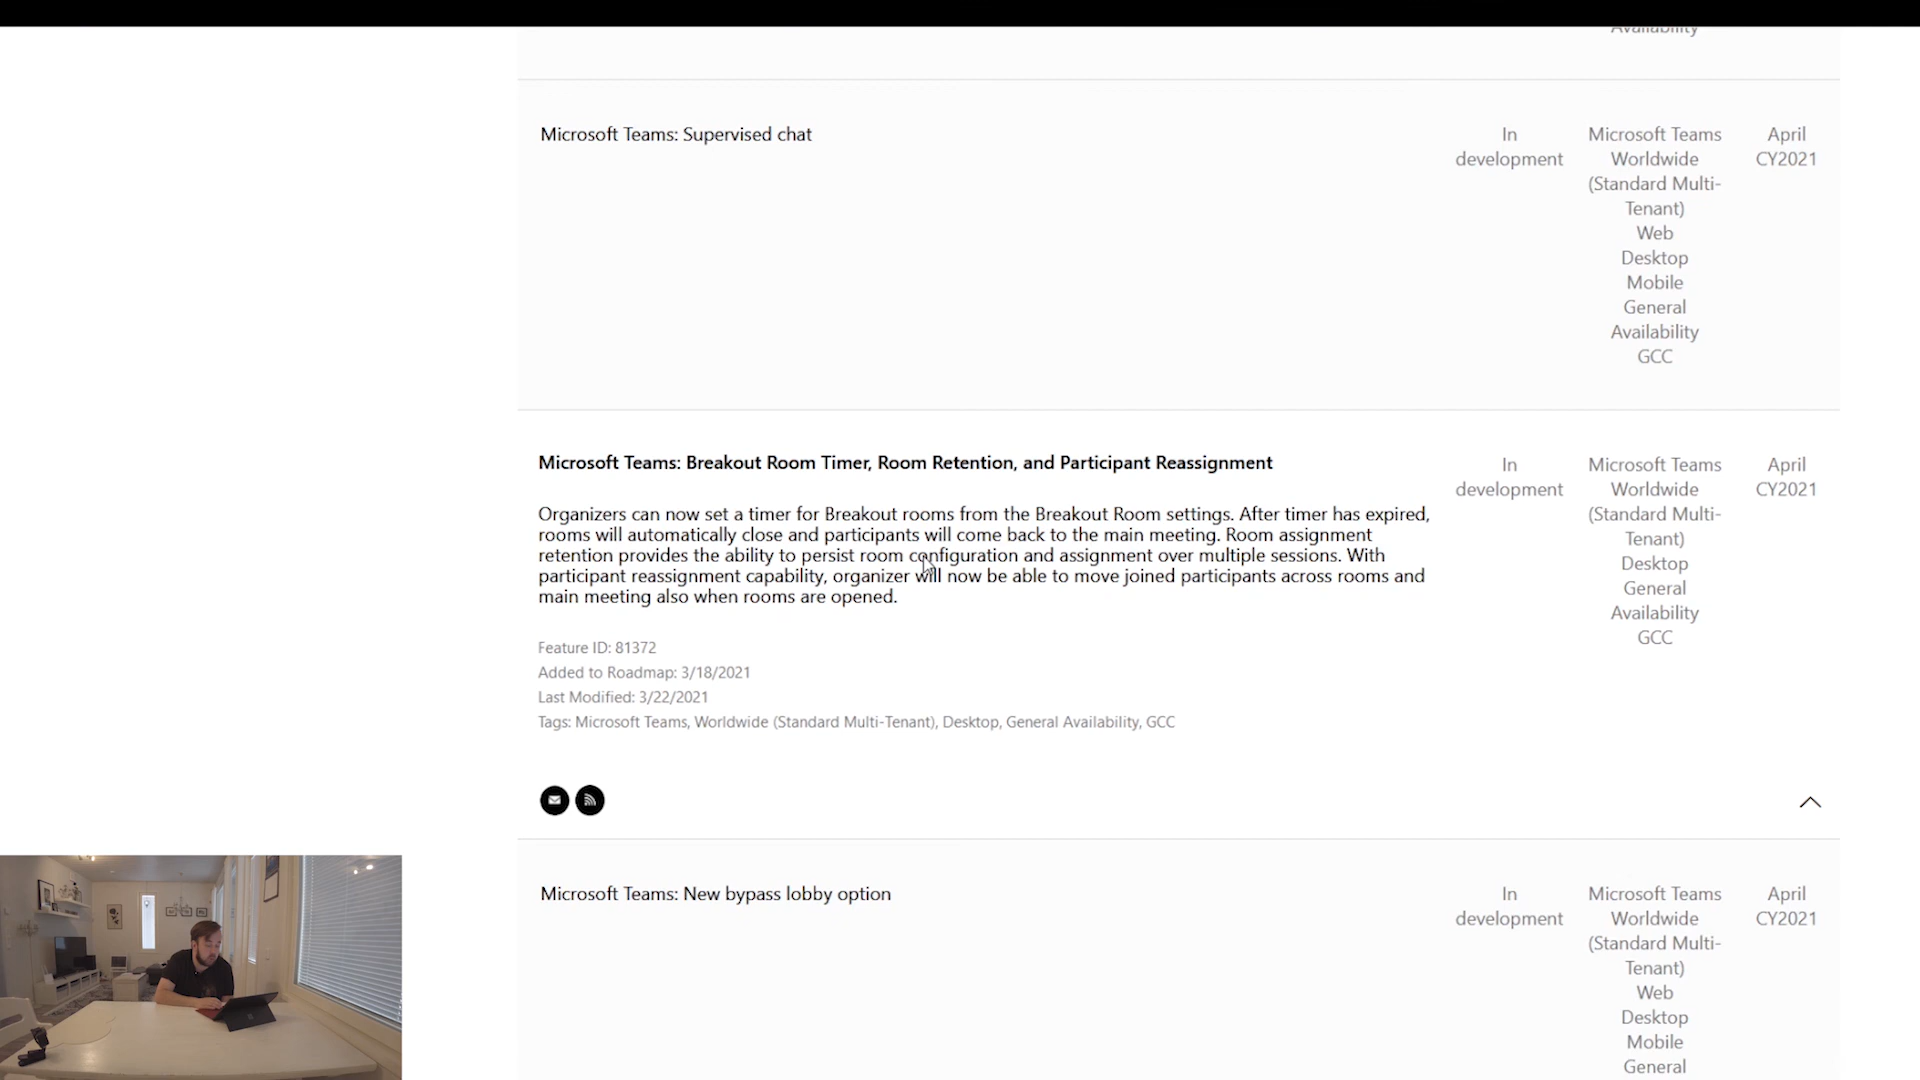 Availability
Microsoft Teams: Supervised chat
In
development
Microsoft Teams
Worldwide
(Standard Multi-
Tenant)
Web
Desktop
Mobile
General
Availability
GCC
April
CY2021
Microsoft Teams: Breakout Room Timer, Room Retention, and Participant Reassignment
Organizers can now set a timer for Breakout rooms from the Breakout Room settings. After timer has expired,
rooms will automatically close and participants will come back to the main meeting. Room assignment
retention provides the ability to persist room configuration and assignment over multiple sessions. With
participant reassignment capability, organizer will now be able to move joined participants across rooms and
main meeting also when rooms are opened.
Feature ID: 81372
Added to Roadmap: 3/18/2021
Last Modified: 3/22/2021
Tags: Microsoft Teams, Worldwide (Standard Multi-Tenant), Desktop, General Availability, GCC
In
development
Microsoft Teams
Worldwide
(Standard Multi-
Tenant)
Desktop
General
Availability
GCC
April
CY2021
Microsoft Teams: New bypass lobby option
In
development
Microsoft Teams
Worldwide
(Standard Multi-
Tenant)
Web
Desktop
Mobile
General
April
CY2021